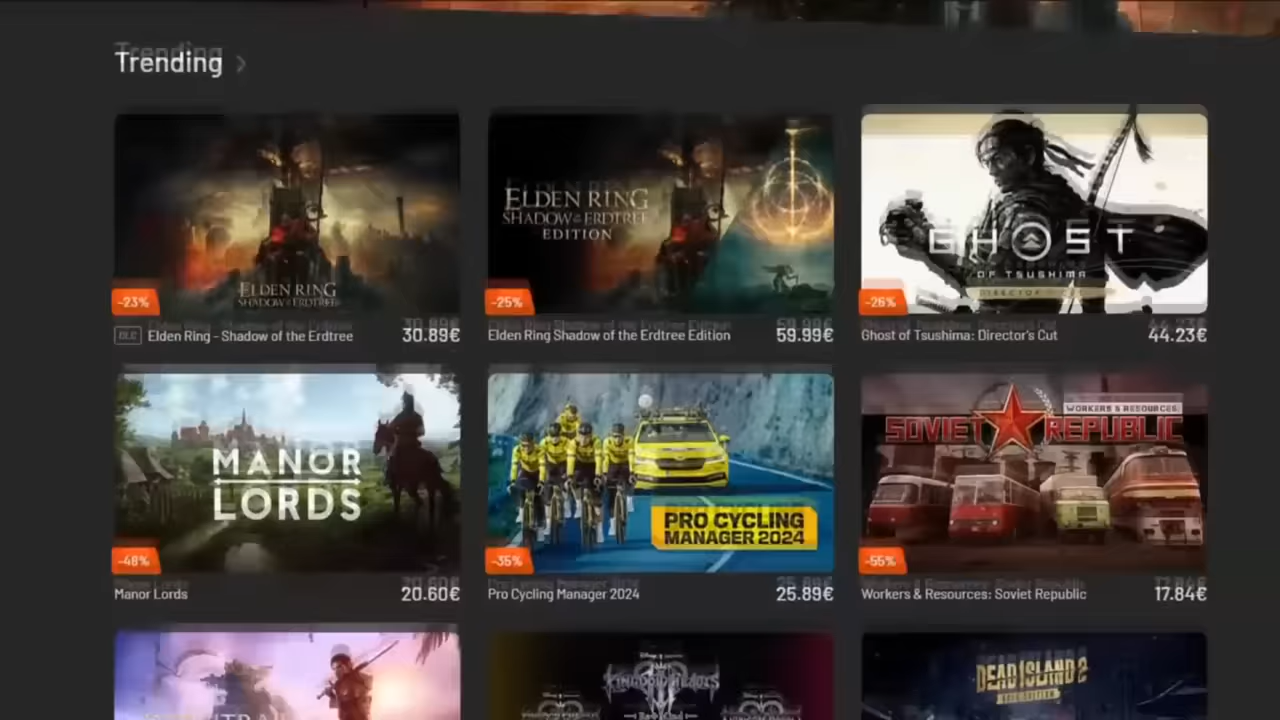 Trending
ELDEN RING
SHADOW OF THE ERDTREE
-23%
DLC Elden Ring - Shadow of the Erdtree 30.89€
ELDEN RING
SHADOW OF THE ERDTREE
EDITION
-25%
Elden Ring Shadow of the Erdtree Edition 59.99€
GHOST
OF TSUSHIMA
DIRECTOR'S CUT
-26%
Ghost of Tsushima: Director's Cut 44.23€
MANOR
LORDS
-48%
Manor Lords 20.60€
PRO CYCLING
MANAGER 2024
-35%
Pro Cycling Manager 2024 25.89€
WORKERS & RESOURCES:
SOVIET REPUBLIC
-55%
Workers & Resources: Soviet Republic 17.84€
KINGDOM HEARTS
DEAD ISLAND 2